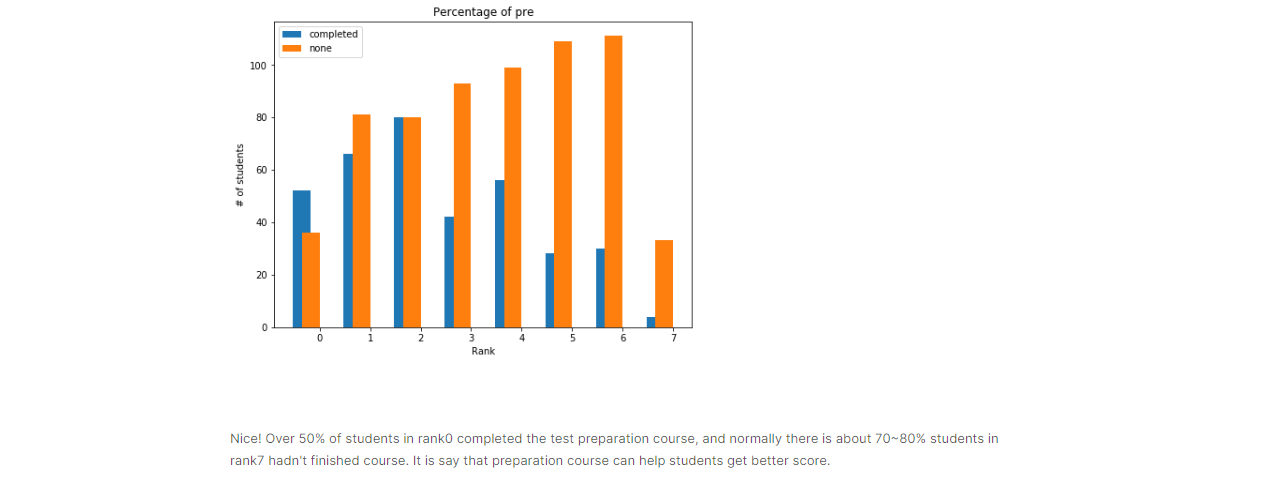 Percentage of pre
completed
none
100
80
60
40
20
0
# of students
0 1 2 3 4 5 6 7
Rank
Nice! Over 50% of students in rank0 completed the test preparation course, and normally there is about 70~80% students in
rank7 hadn't finished course. It is say that preparation course can help students get better score.